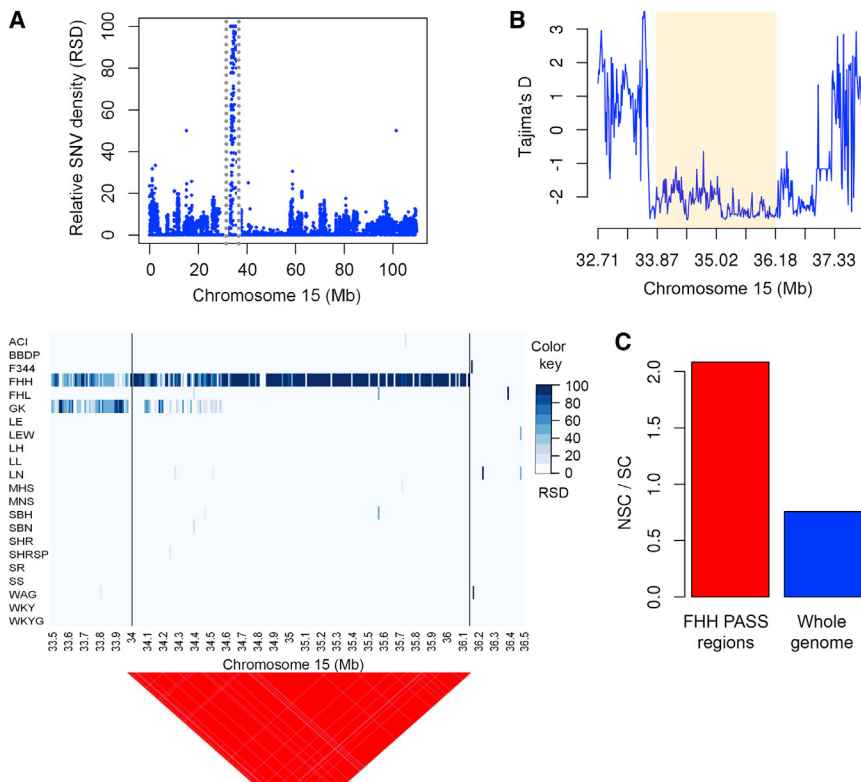 A
Relative SNV density (RSD)
100
80
60
40
20
0
0 20 40 60 80 100
Chromosome 15 (Mb)
B
Tajima's D
3
2
1
0
-1
-2
32.71 33.87 35.02 36.18 37.33
Chromosome 15 (Mb)
ACI
BBDP
F344
FHH
FHL
GK
LE
LEW
LH
LL
LN
MHS
MNS
SBH
SBN
SHR
SHRSP
SR
SS
WAG
WKY
WKYG
33.5 33.6 33.7 33.8 33.9 34 34.1 34.2 34.3 34.4 34.5 34.6 34.7 34.8 34.9 35 35.1 35.2 35.3 35.4 35.5 35.6 35.7 35.8 35.9 36 36.1 36.2 36.3 36.4 36.5
Chromosome 15 (Mb)
Color
key
100
80
60
40
20
0
RSD
C
NSC / SC
2.0
1.5
1.0
0.5
0.0
FHH PASS
regions
Whole
genome